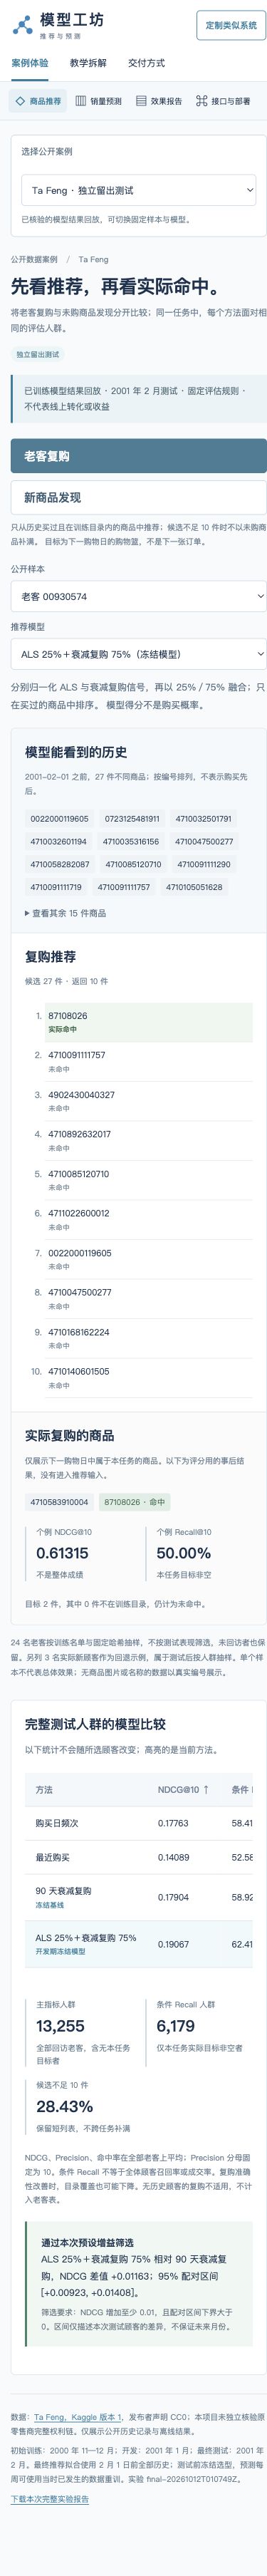 模型工坊
推荐与预测
定制类似系统
案例体验
教学拆解
交付方式
商品推荐
销量预测
效果报告
接口与部署
选择公开案例
Ta Feng · 独立留出测试
已核验的模型结果回放，可切换固定样本与模型。
公开数据案例 / Ta Feng
先看推荐，再看实际命中。
将老客复购与未购商品发现分开比较；同一任务中，每个方法面对相
同的评估人群。
独立留出测试
已训练模型结果回放 · 2001 年 2 月测试 · 固定评估规则 ·
不代表线上转化或收益
老客复购
新商品发现
只从历史买过且在训练目录内的商品中推荐；候选不足 10 件时不以未购商
品补满。 目标为下一购物日的购物篮，不是下一次订单。
公开样本
老客 00930574
推荐模型
ALS 25%＋衰减复购 75%（冻结模型）
分别归一化 ALS 与衰减复购信号，再以 25%／75% 融合；只
在买过的商品中排序。 模型得分不是购买概率。
模型能看到的历史
2001-02-01 之前，27 件不同商品；按编号排列，不表示购买先
后。
0022000119605
0723125481911
4710032501791
4710032601194
4710035316156
4710047500277
4710058282087
4710085120710
4710091111290
4710091111719
4710091111757
4710105051628
查看其余 15 件商品
复购推荐
候选 27 件 · 返回 10 件
1. 87108026
实际命中
2. 4710091111757
未命中
3. 4902430040327
未命中
4. 4710892632017
未命中
5. 4710085120710
未命中
6. 4711022600012
未命中
7. 0022000119605
未命中
8. 4710047500277
未命中
9. 4710168162224
未命中
10. 4710140601505
未命中
实际复购的商品
仅展示下一购物日中属于本任务的商品。以下为评分用的事后结
果，没有进入推荐输入。
4710583910004
87108026 · 命中
个例 NDCG@10
0.61315
不是整体成绩
个例 Recall@10
50.00%
本任务目标非空
目标 2 件，其中 0 件不在训练目录，仍计为未命中。
24 名老客按训练名单与固定哈希抽样，不按测试表现筛选，未回访者也保
留。另列 3 名实际新顾客作为回退示例，属于测试后按人群抽样。单个样
本不代表总体效果；无商品图片或名称的数据以真实编号展示。
完整测试人群的模型比较
以下统计不会随所选顾客改变；高亮的是当前方法。
方法 NDCG@10 ↑ 条件
购买日频次 0.17763 58.41
最近购买 0.14089 52.58
90 天衰减复购 0.17904 58.92
冻结基线
ALS 25%＋衰减复购 75% 0.19067 62.41
开发期冻结模型
主指标人群
13,255
全部回访老客，含无本任务
目标者
条件 Recall 人群
6,179
仅本任务实际目标非空者
候选不足 10 件
28.43%
保留短列表，不跨任务补满
NDCG、Precision、命中率在全部老客上平均；Precision 分母固
定为 10。条件 Recall 不等于全体顾客召回率或成交率。复购准确
性改善时，目录覆盖也可能下降。无历史顾客的复购不适用，不计
入老客表。
通过本次预设增益筛选
ALS 25%＋衰减复购 75% 相对 90 天衰减复
购，NDCG 差值 +0.01163；95% 配对区间
[+0.00923, +0.01408]。
筛选要求：NDCG 增加至少 0.01，且配对区间下界大于
0。区间仅描述本次测试顾客的差异，不保证未来月份。
数据：Ta Feng，Kaggle 版本 1，发布者声明 CC0；本项目未独立核验原
零售商完整权利链。仅展示公开历史记录与离线结果。
初始训练：2000 年 11—12 月；开发：2001 年 1 月；最终测试：2001 年
2 月。最终推荐拟合使用 2 月 1 日前全部历史；测试前冻结选型，预测每
周可使用当时已发生的数据重训。实验 final-20261012T010749Z。
下载本次完整实验报告